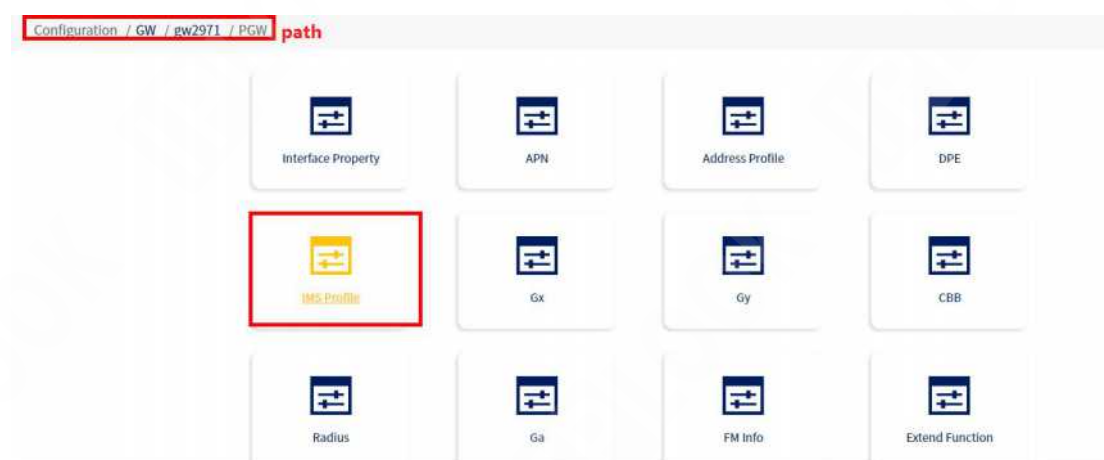 Configuration / GW / gw2971 / PGW path
Interface Property APN Address Profile DPE
IMS Profile Gx Gy CBB
Radius Ga FM Info Extend Function